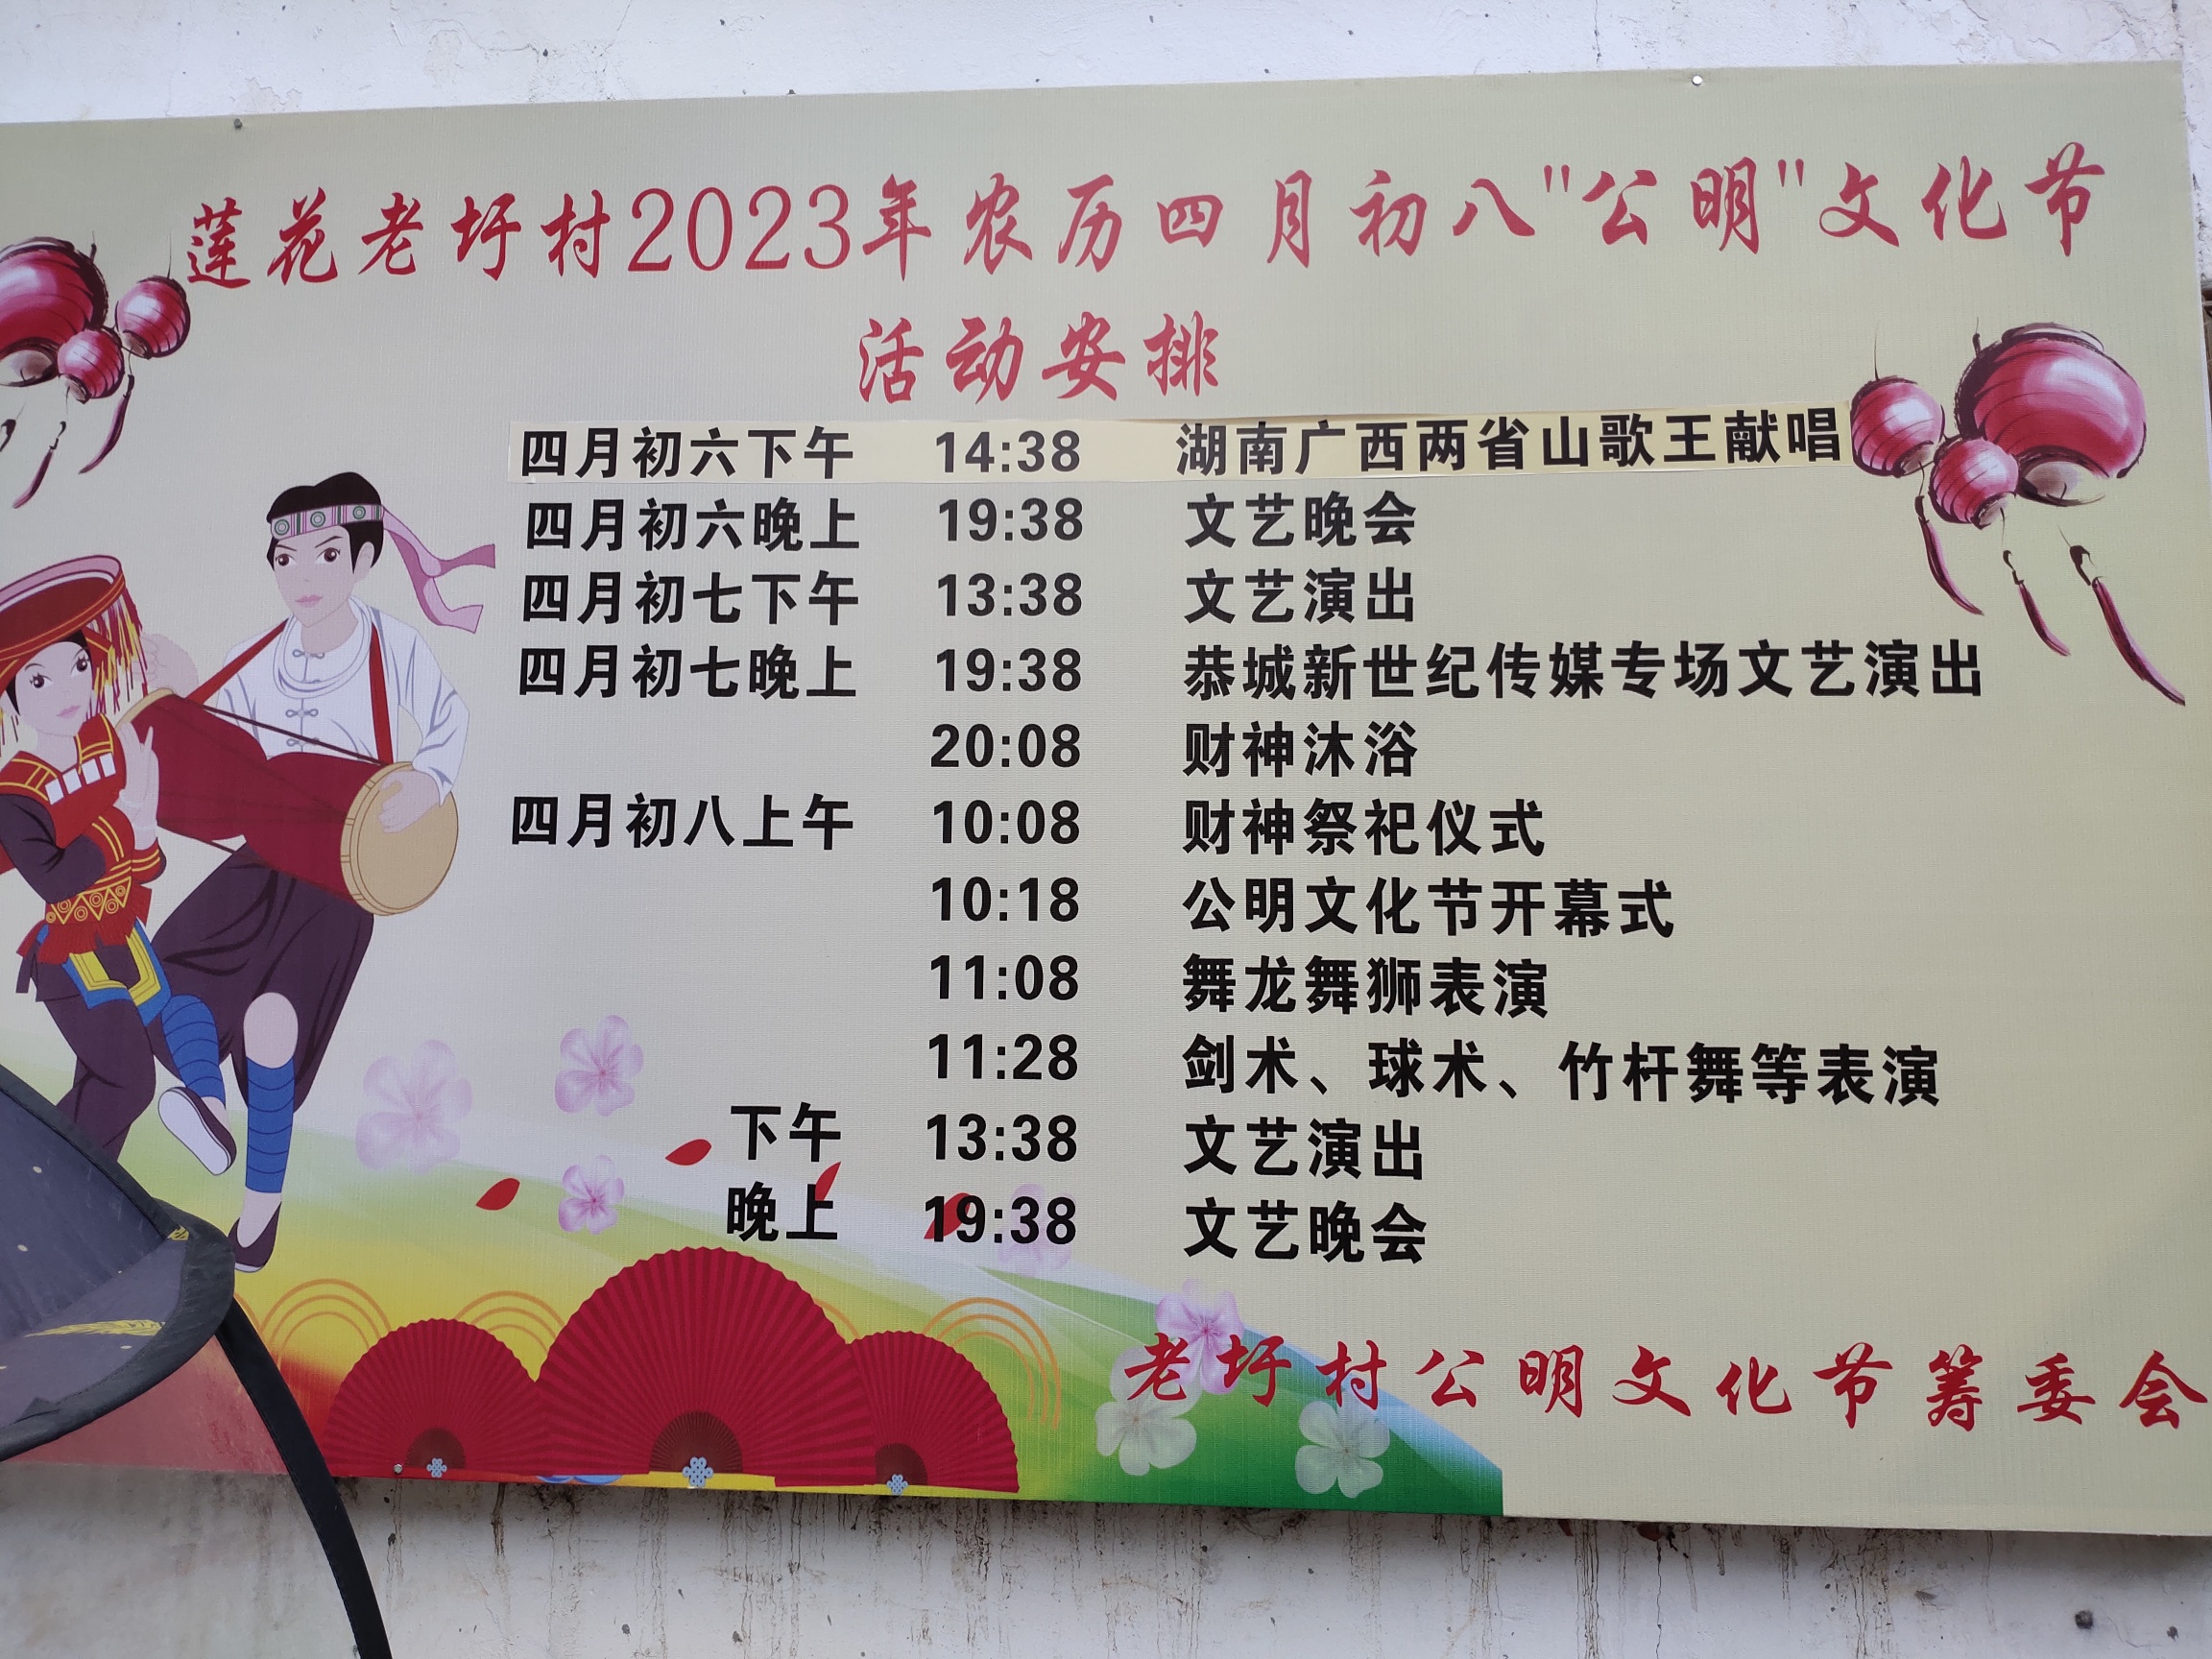 莲花老圩村2023年农历四月初八"公明"文化节
活动安排
四月初六下午 14:38 湖南广西两省山歌王献唱
四月初六晚上 19:38 文艺晚会
四月初七下午 13:38 文艺演出
四月初七晚上 19:38 恭城新世纪传媒专场文艺演出
20:08 财神沐浴
四月初八上午 10:08 财神祭祀仪式
10:18 公明文化节开幕式
11:08 舞龙舞狮表演
11:28 剑术、球术、竹杆舞等表演
下午 13:38 文艺演出
晚上 19:38 文艺晚会
老圩村公明文化节筹委会